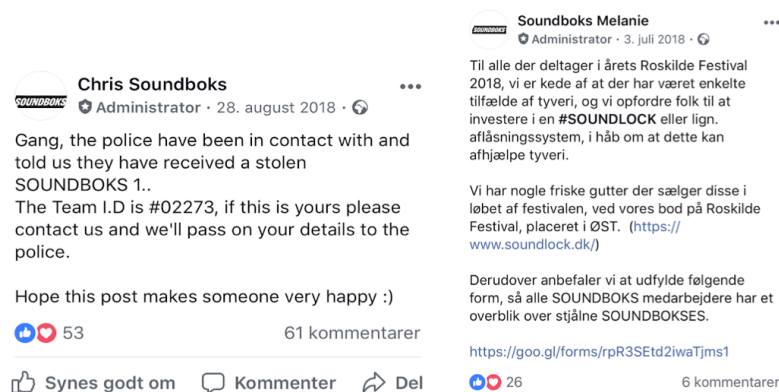 SOUNDBOKS
Chris Soundboks
Administrator · 28. august 2018 ·
Gang, the police have been in contact with and
told us they have received a stolen
SOUNDBOKS 1..
The Team I.D is #02273, if this is yours please
contact us and we'll pass on your details to the
police.
Hope this post makes someone very happy :)
53
61 kommentarer
Synes godt om
Kommenter
Del
SOUNDBOKS
Soundboks Melanie
Administrator · 3. juli 2018 ·
Til alle der deltager i årets Roskilde Festival
2018, vi er kede af at der har været enkelte
tilfælde af tyveri, og vi opfordre folk til at
investere i en #SOUNDLOCK eller lign.
aflåsningssystem, i håb om at dette kan
afhjælpe tyveri.
Vi har nogle friske gutter der sælger disse i
løbet af festivalen, ved vores bod på Roskilde
Festival, placeret i ØST. (https://
www.soundlock.dk/)
Derudover anbefaler vi at udfylde følgende
form, så alle SOUNDBOKS medarbejdere har et
overblik over stjålne SOUNDBOKSES.
https://goo.gl/forms/rpR3SEtd2iwaTjms1
26
6 kommentarer